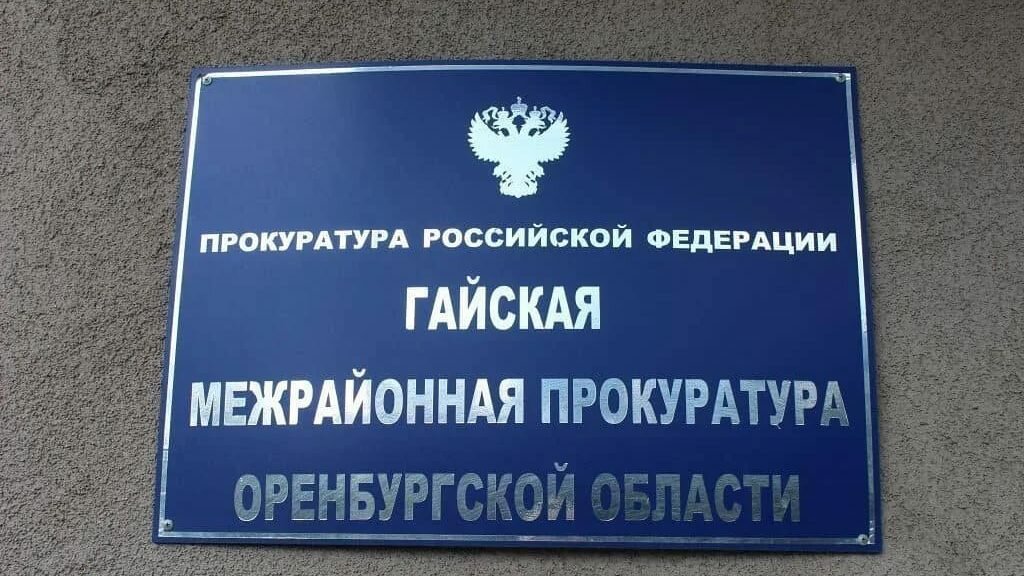 ПРОКУРАТУРА РОССИЙСКОЙ ФЕДЕРАЦИИ
ГАЙСКАЯ
МЕЖРАЙОННАЯ ПРОКУРАТУРА
ОРЕНБУРГСКОЙ ОБЛАСТИ